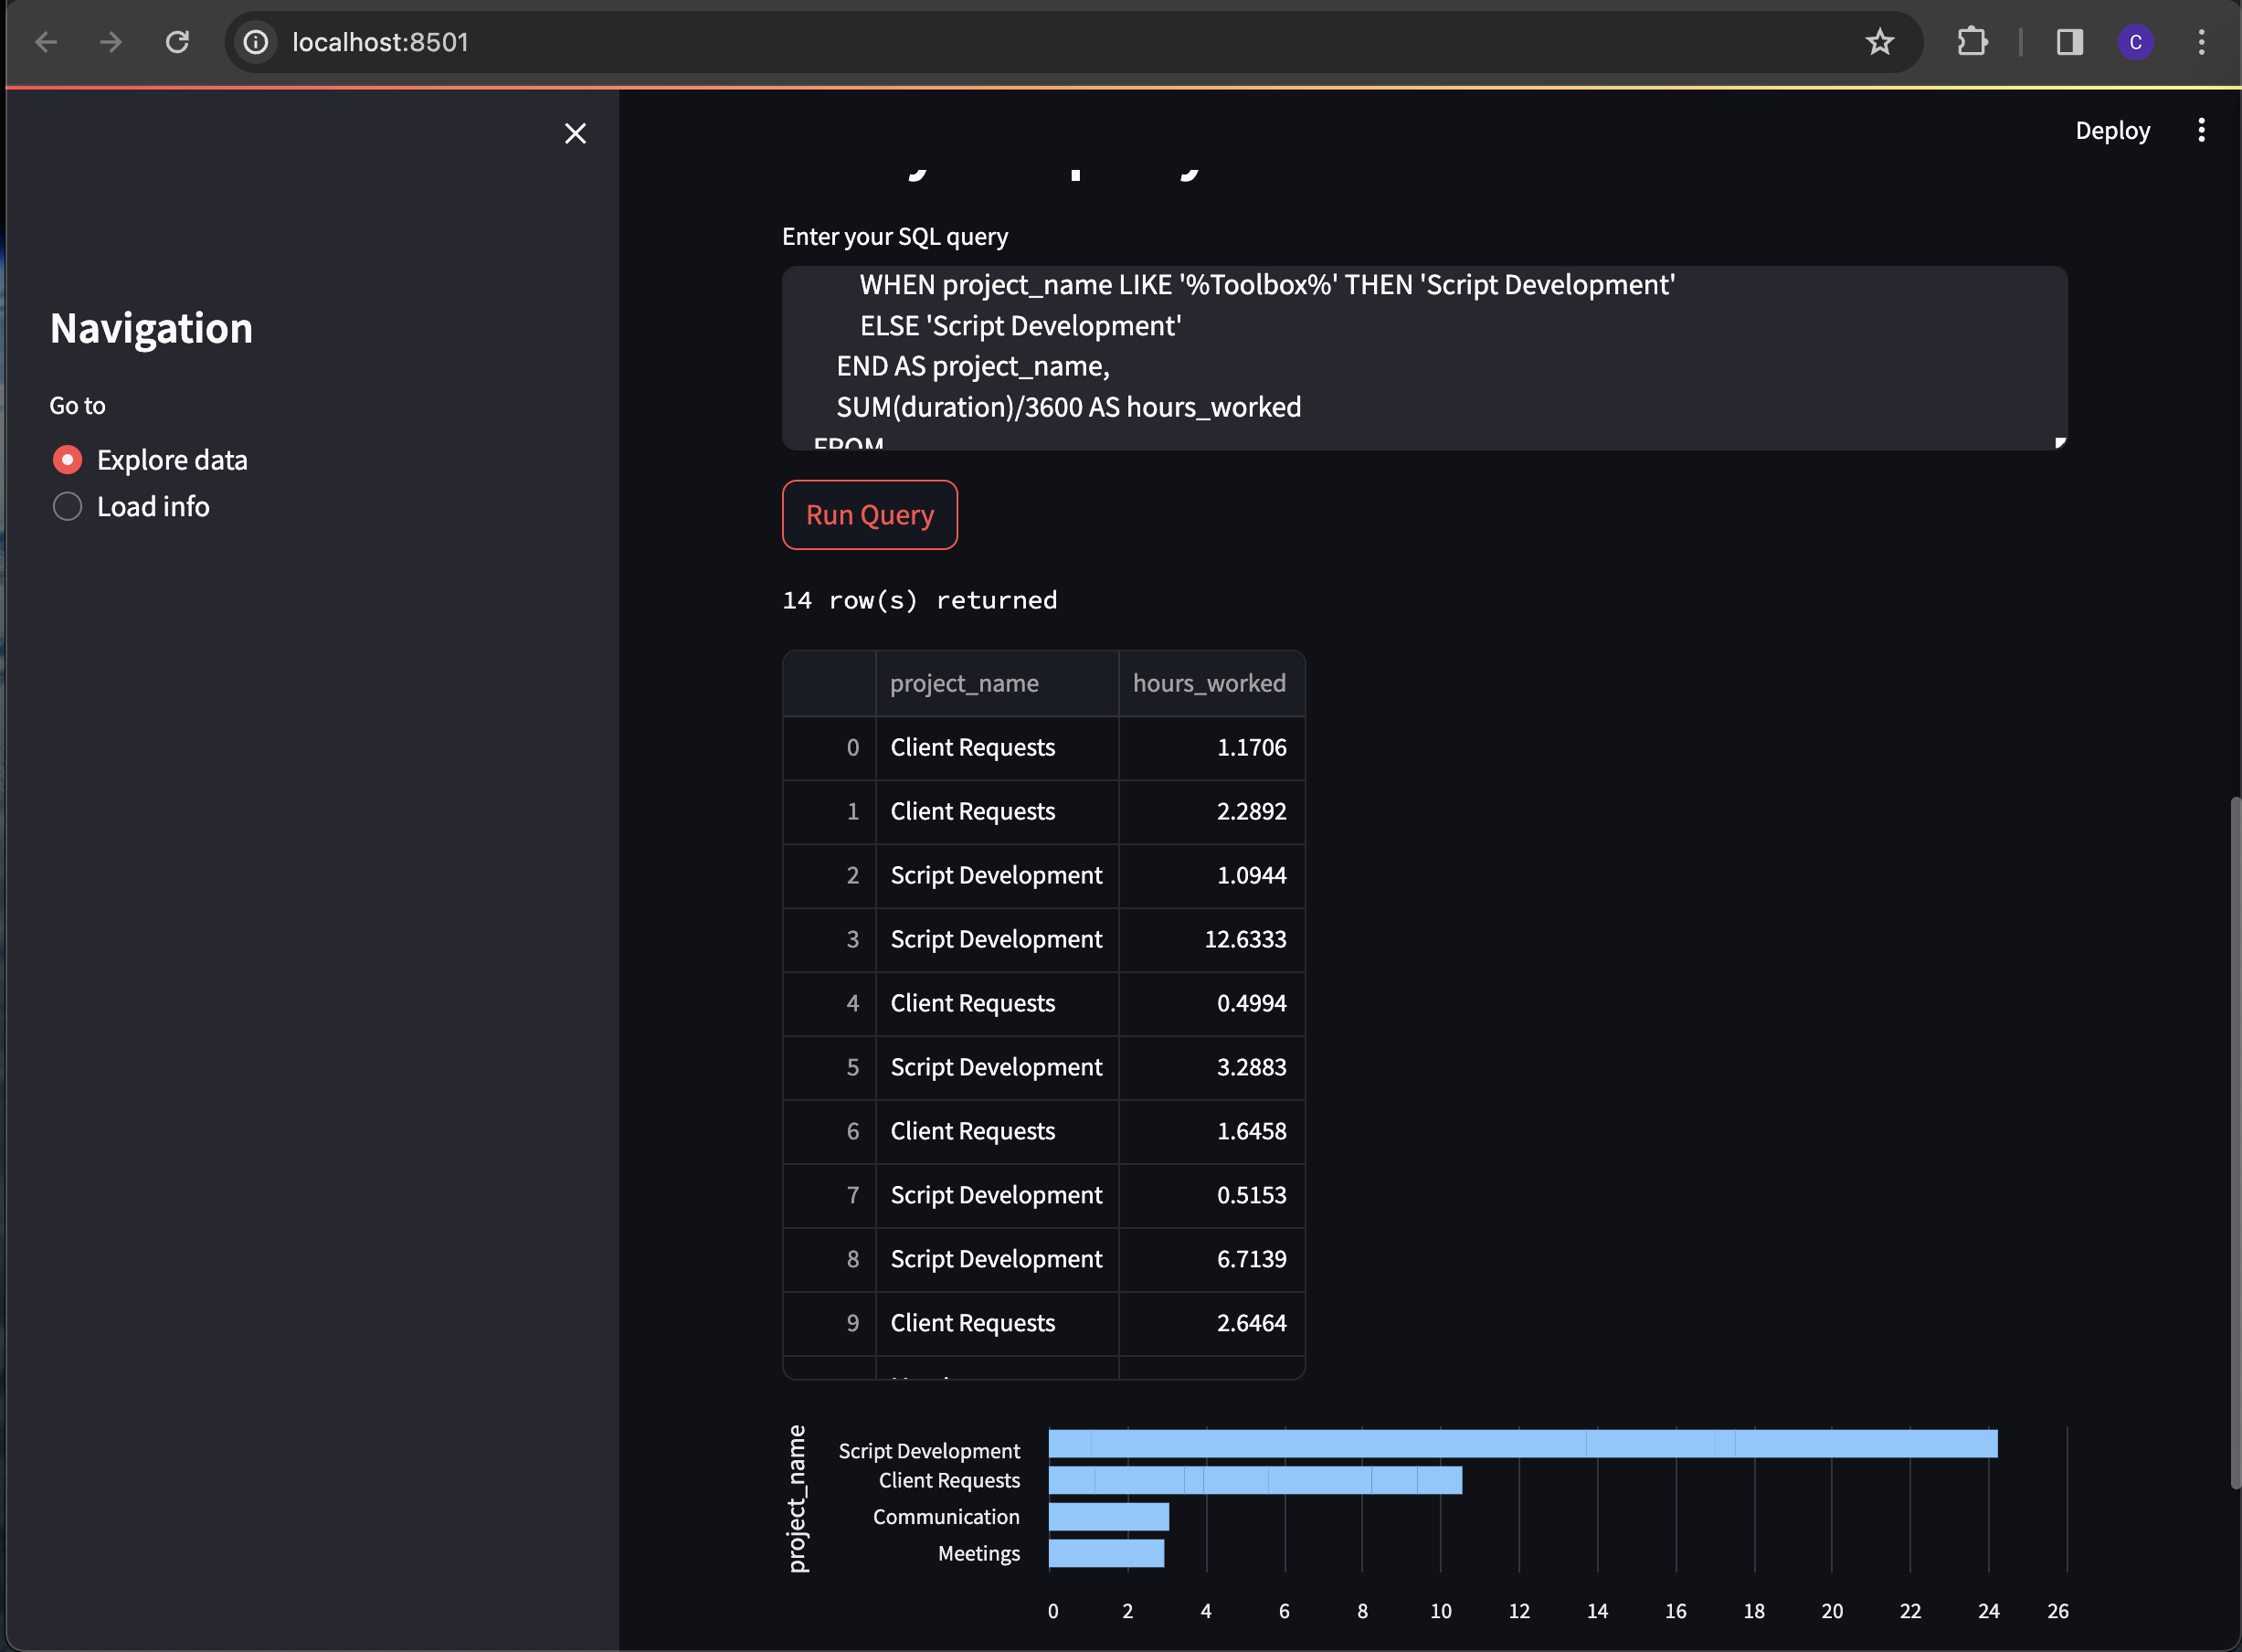 localhost:8501
C
Deploy
Navigation
Go to
Explore data
Load info
Enter your SQL query
WHEN project_name LIKE '%Toolbox%' THEN 'Script Development'
ELSE 'Script Development'
END AS project_name,
SUM(duration)/3600 AS hours_worked
FROM
Run Query
14 row(s) returned
project_name hours_worked
0 Client Requests 1.1706
1 Client Requests 2.2892
2 Script Development 1.0944
3 Script Development 12.6333
4 Client Requests 0.4994
5 Script Development 3.2883
6 Client Requests 1.6458
7 Script Development 0.5153
8 Script Development 6.7139
9 Client Requests 2.6464
project_name
Script Development
Client Requests
Communication
Meetings
0 2 4 6 8 10 12 14 16 18 20 22 24 26